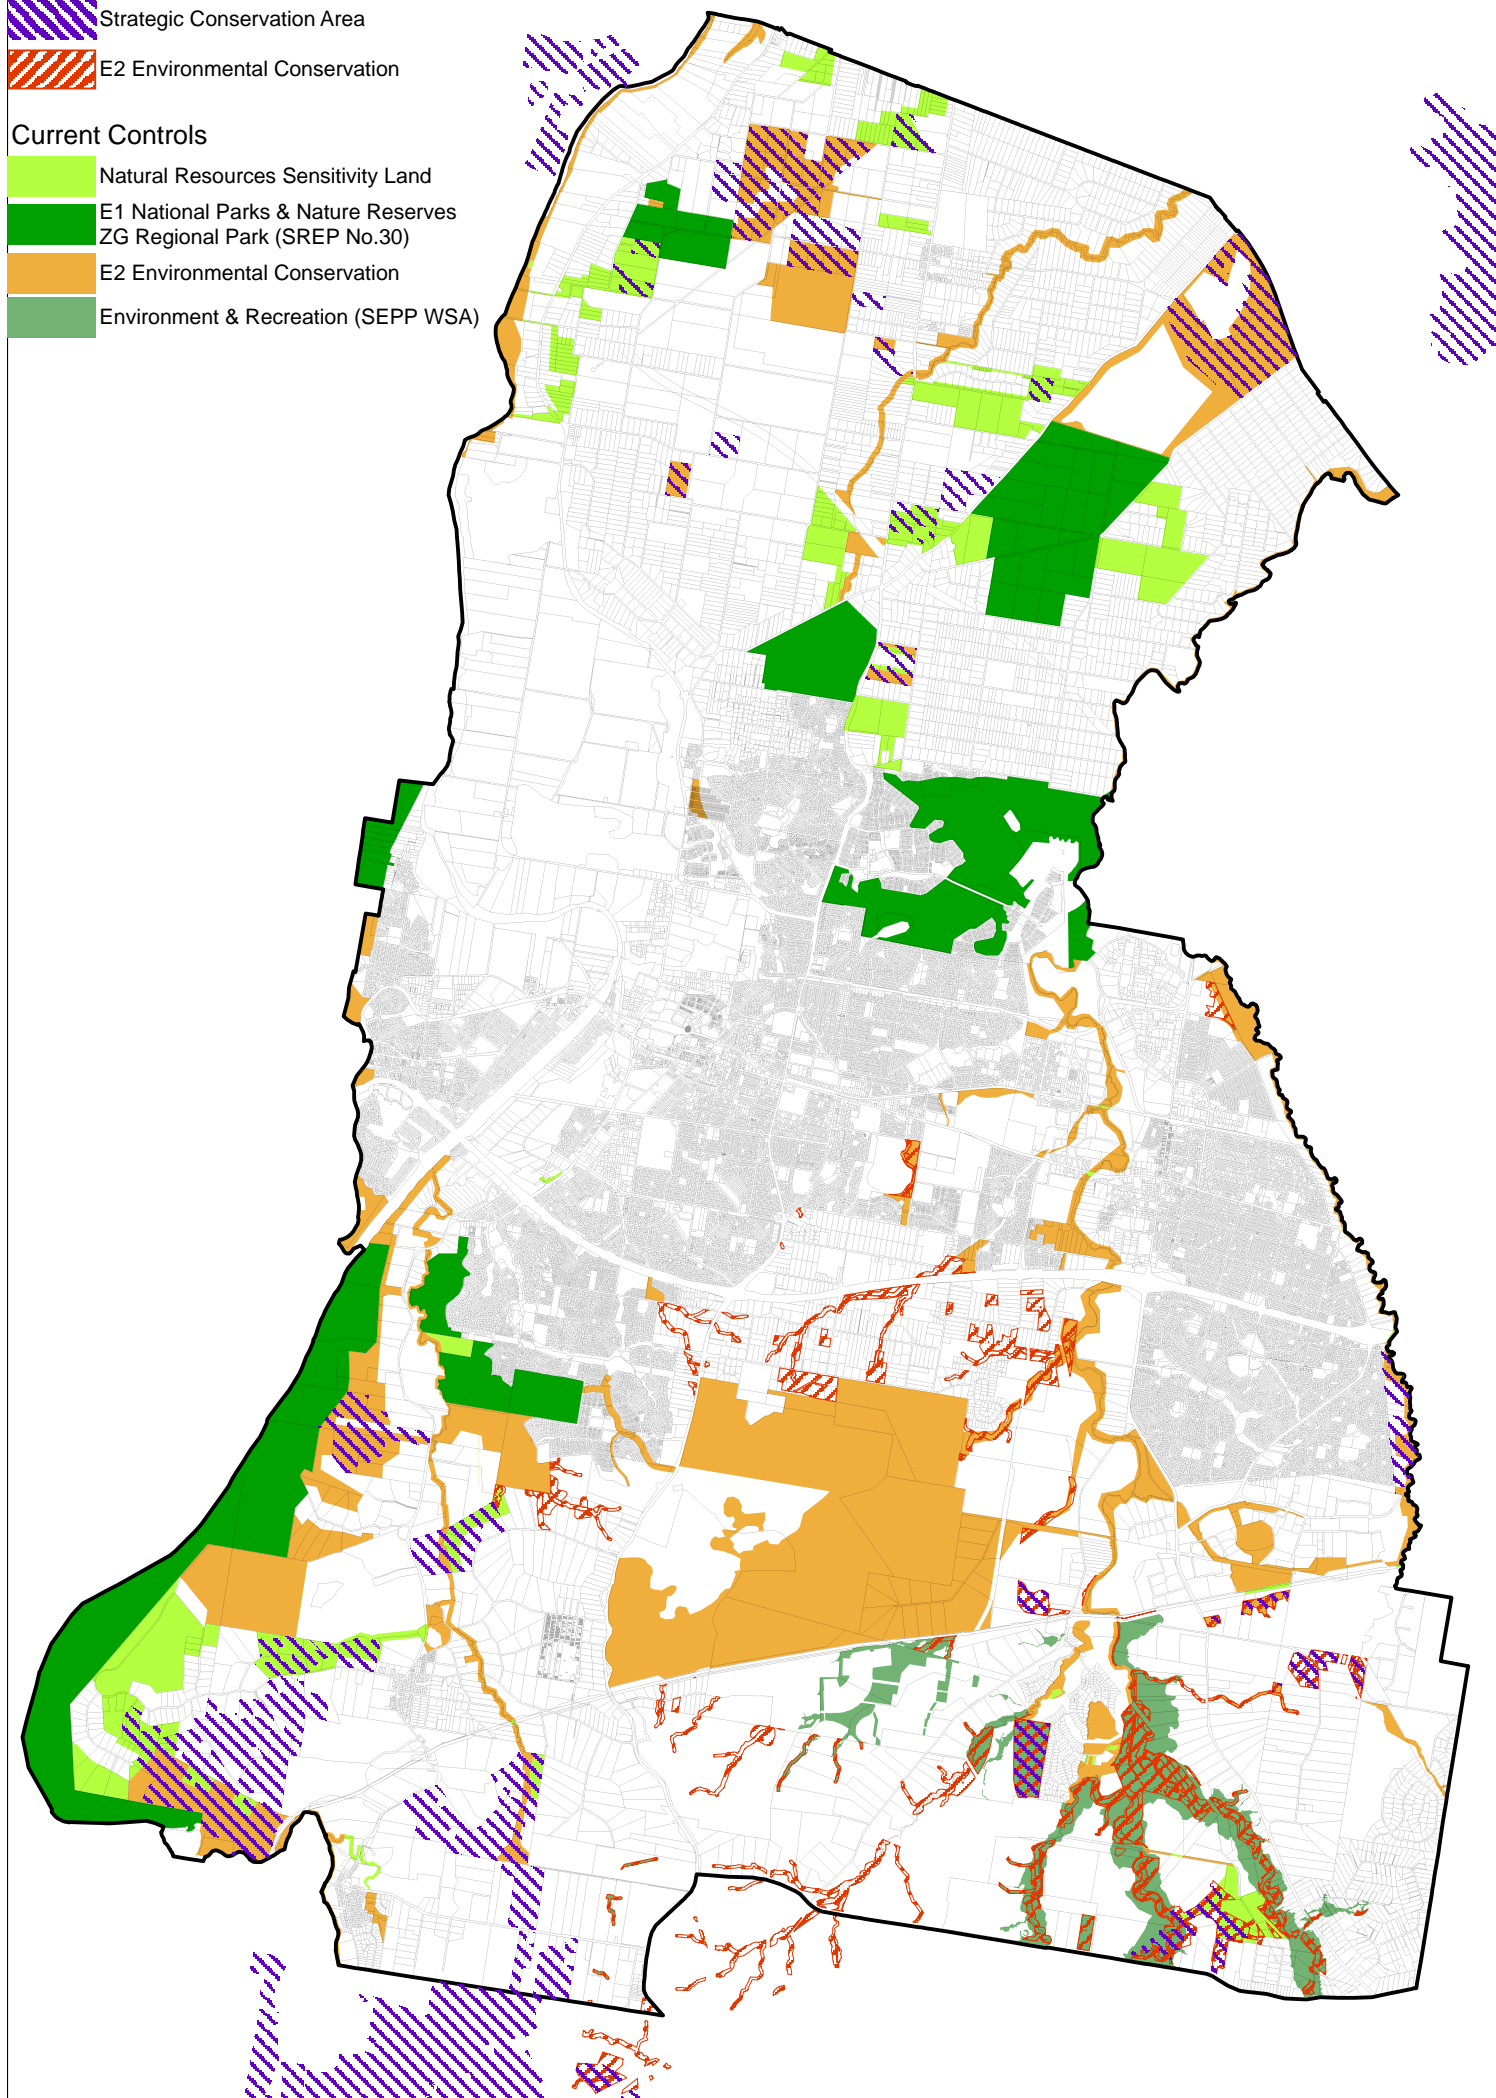 Strategic Conservation Area
E2 Environmental Conservation
Current Controls
Natural Resources Sensitivity Land
E1 National Parks & Nature Reserves
ZG Regional Park (SREP No.30)
E2 Environmental Conservation
Environment & Recreation (SEPP WSA)